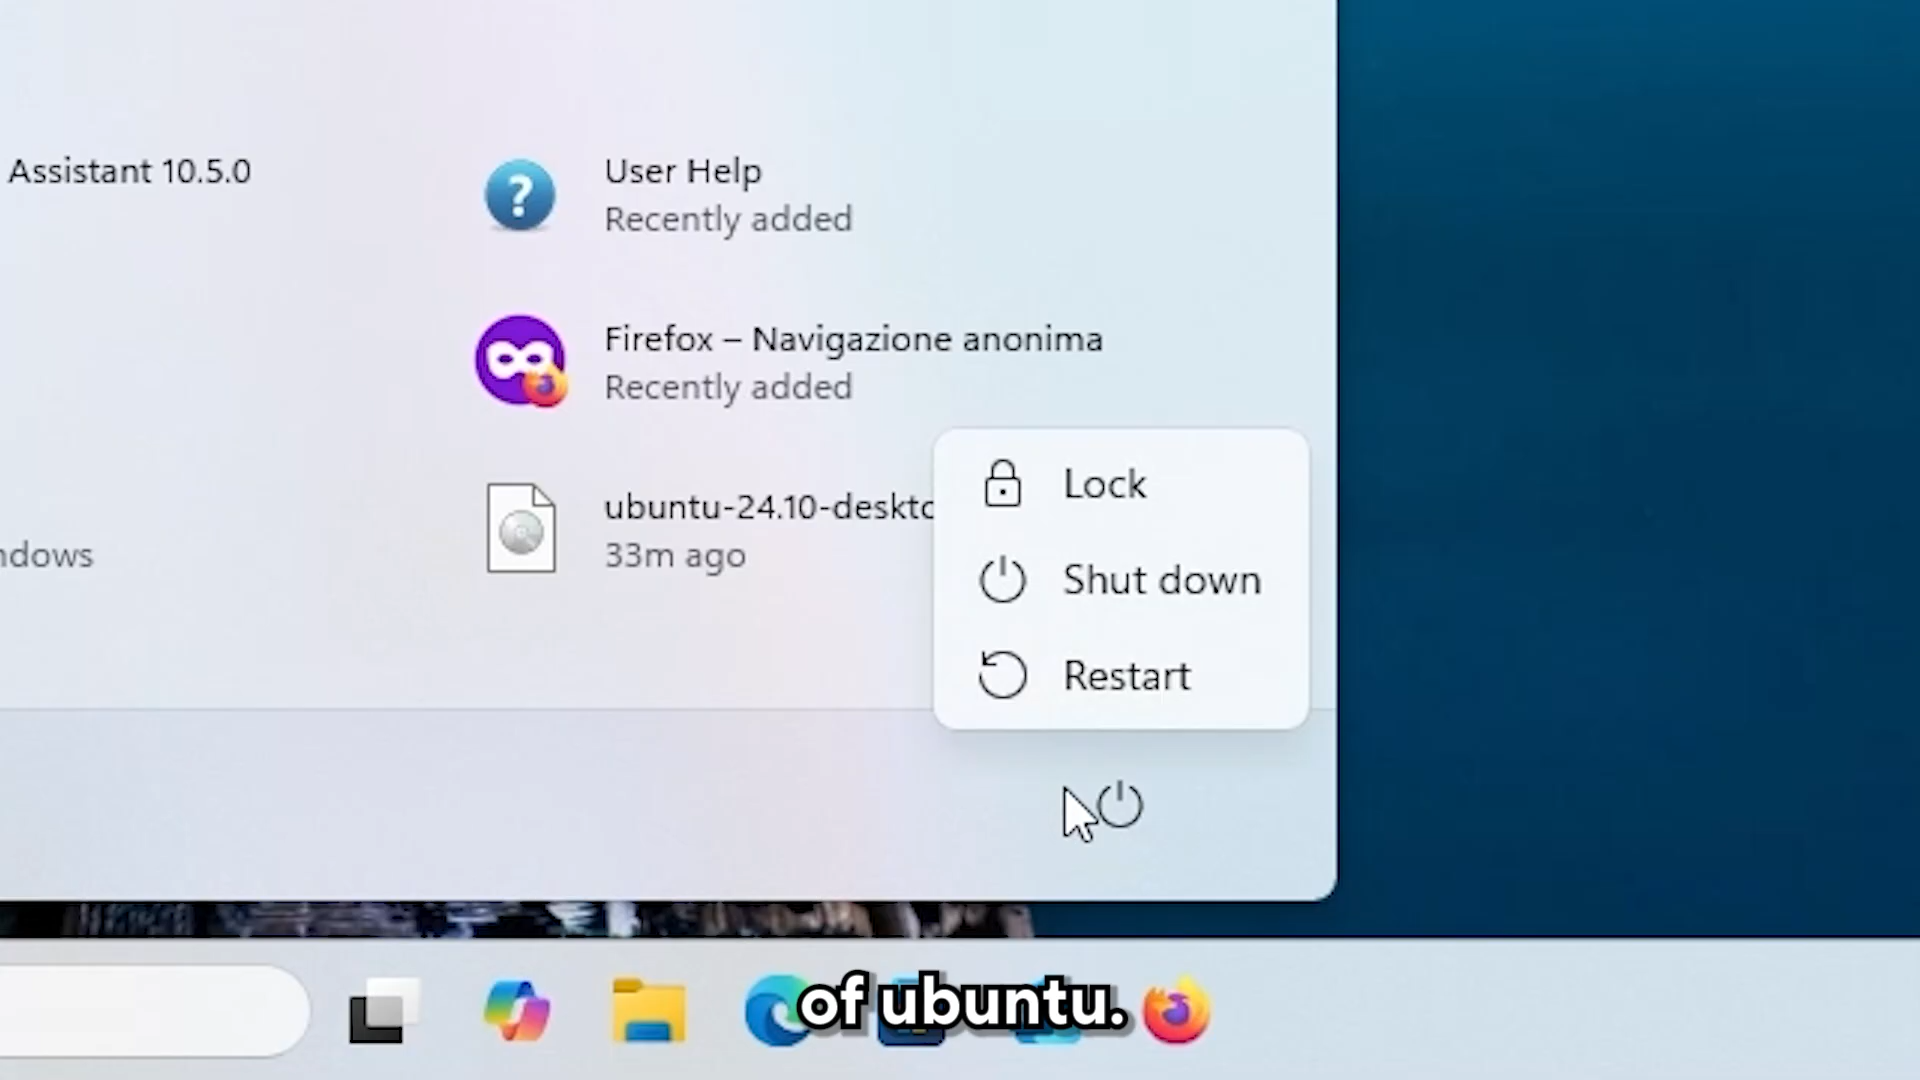 Assistant 10.5.0
User Help
Recently added
Firefox – Navigazione anonima
Recently added
ubuntu-24.10-deskto
33m ago
ndows
Lock
Shut down
Restart
of ubuntu.